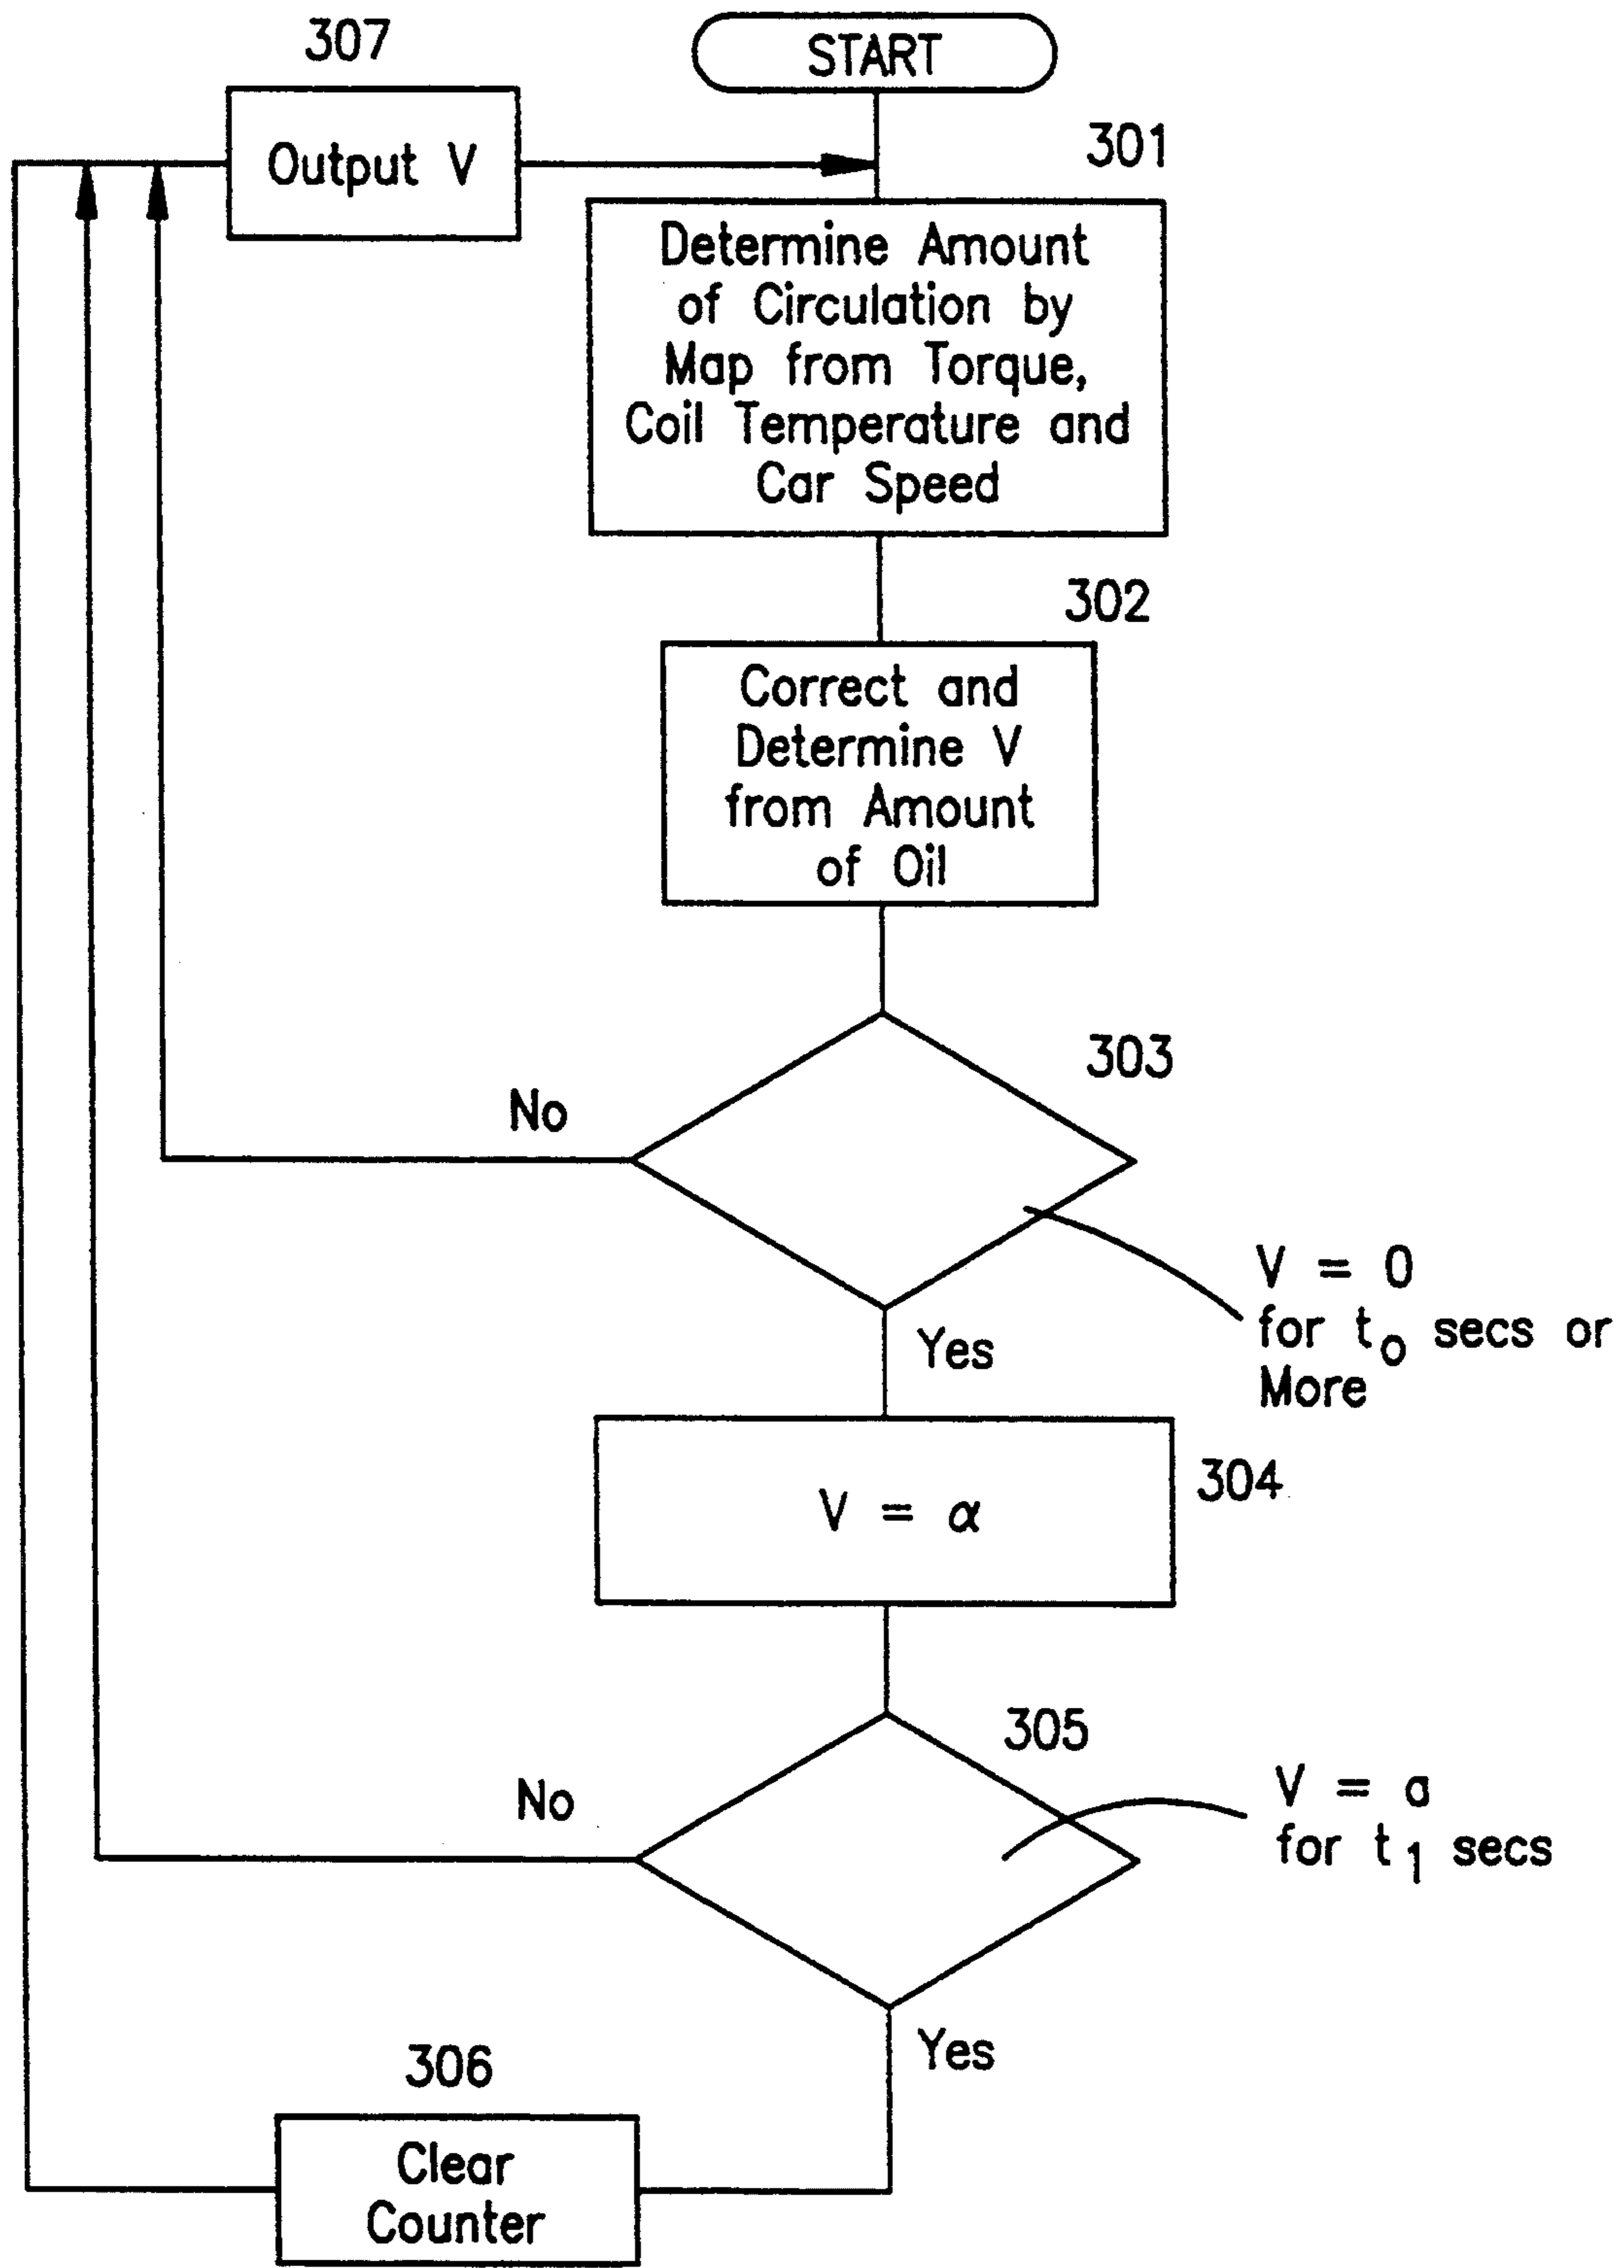 307
START
Output V
301
Determine Amount
of Circulation by
Map from Torque,
Coil Temperature and
Car Speed
302
Correct and
Determine V
from Amount
of Oil
303
No
V = 0
for t₀ secs or
More
Yes
304
V = α
305
No
V = a
for t₁ secs
Yes
306
Clear
Counter